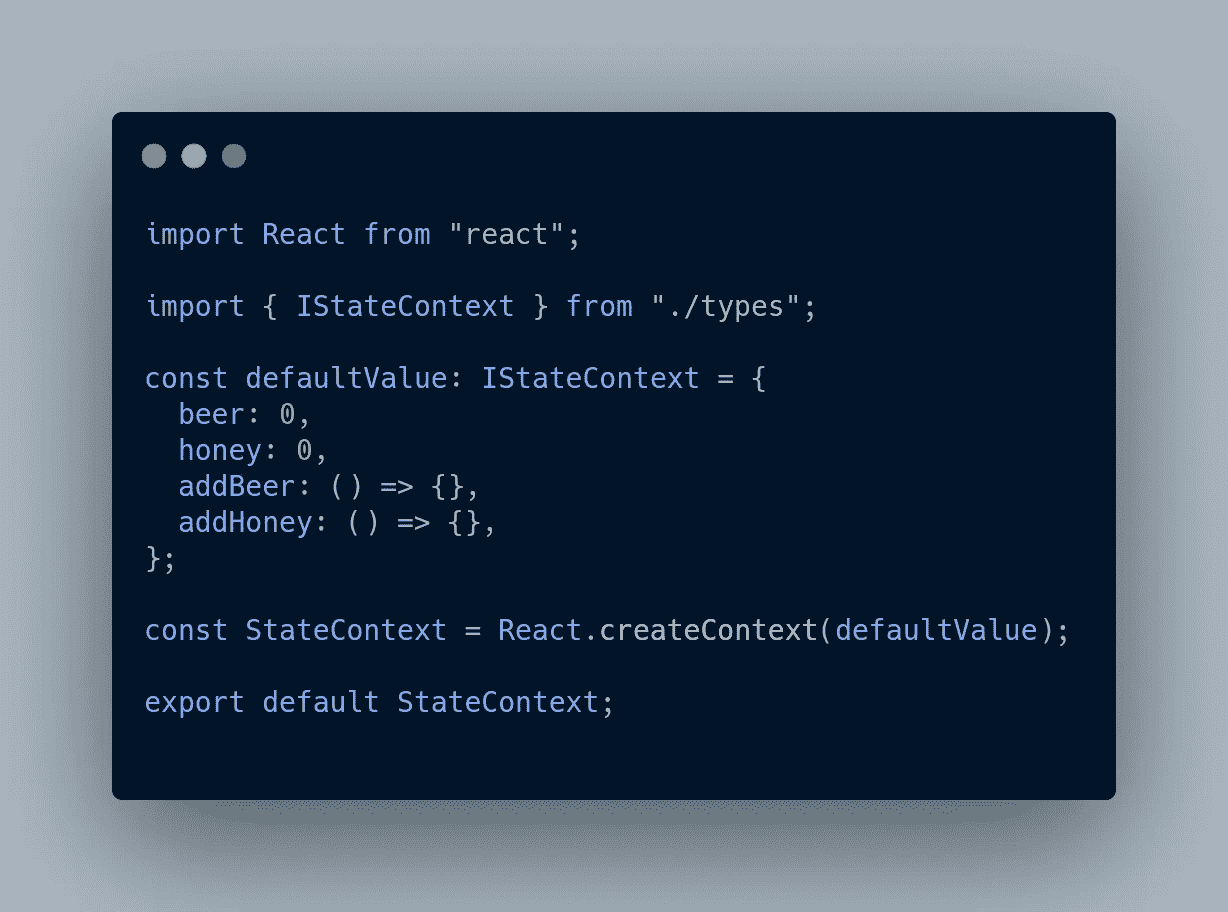 import React from "react";
import { IStateContext } from "./types";
const defaultValue: IStateContext = {
  beer: 0,
  honey: 0,
  addBeer: () => {},
  addHoney: () => {},
};
const StateContext = React.createContext(defaultValue);
export default StateContext;